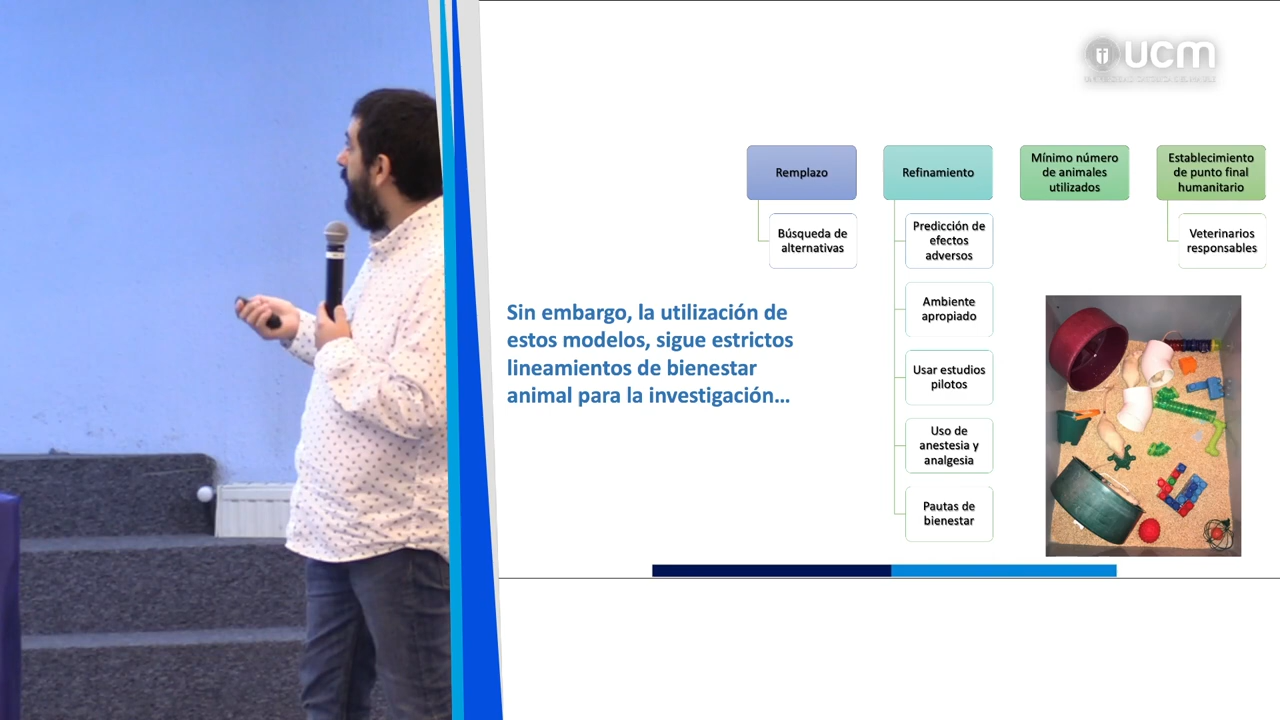 ucm
Remplazo
Búsqueda de
alternativas
Refinamiento
Predicción de
efectos
adversos
Ambiente
apropiado
Usar estudios
pilotos
Uso de
anestesia y
analgesia
Pautas de
bienestar
Mínimo número
de animales
utilizados
Establecimiento
de punto final
humanitario
Veterinarios
responsables
Sin embargo, la utilización de
estos modelos, sigue estrictos
lineamientos de bienestar
animal para la investigación...